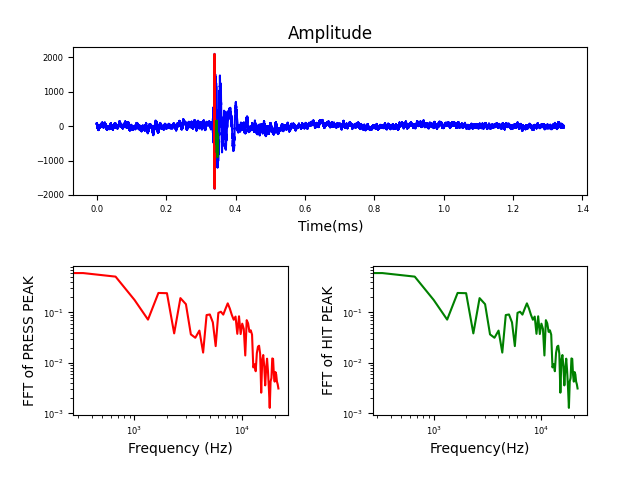 Amplitude
2000
1000
0
−1000
−2000
0.0 0.2 0.4 0.6 0.8 1.0 1.2 1.4
Time(ms)
FFT of PRESS PEAK
10⁻¹
10⁻²
10⁻³
10³ 10⁴
Frequency (Hz)
FFT of HIT PEAK
10⁻¹
10⁻²
10⁻³
10³ 10⁴
Frequency(Hz)